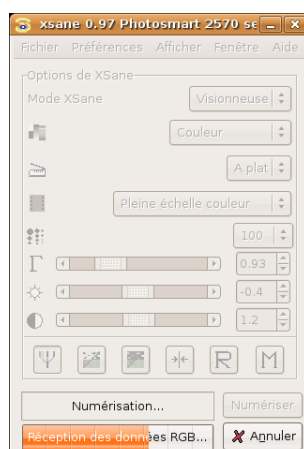 xsane 0.97 Photosmart 2570 se
Fichier Préférences Afficher Fenêtre Aide
Options de XSane
Mode XSane Visionneuse
Couleur
A plat
Pleine échelle couleur
100
Γ 0.93
-0.4
1.2
Ψ R M
Numérisation... Numériser
Réception des données RGB... Annuler